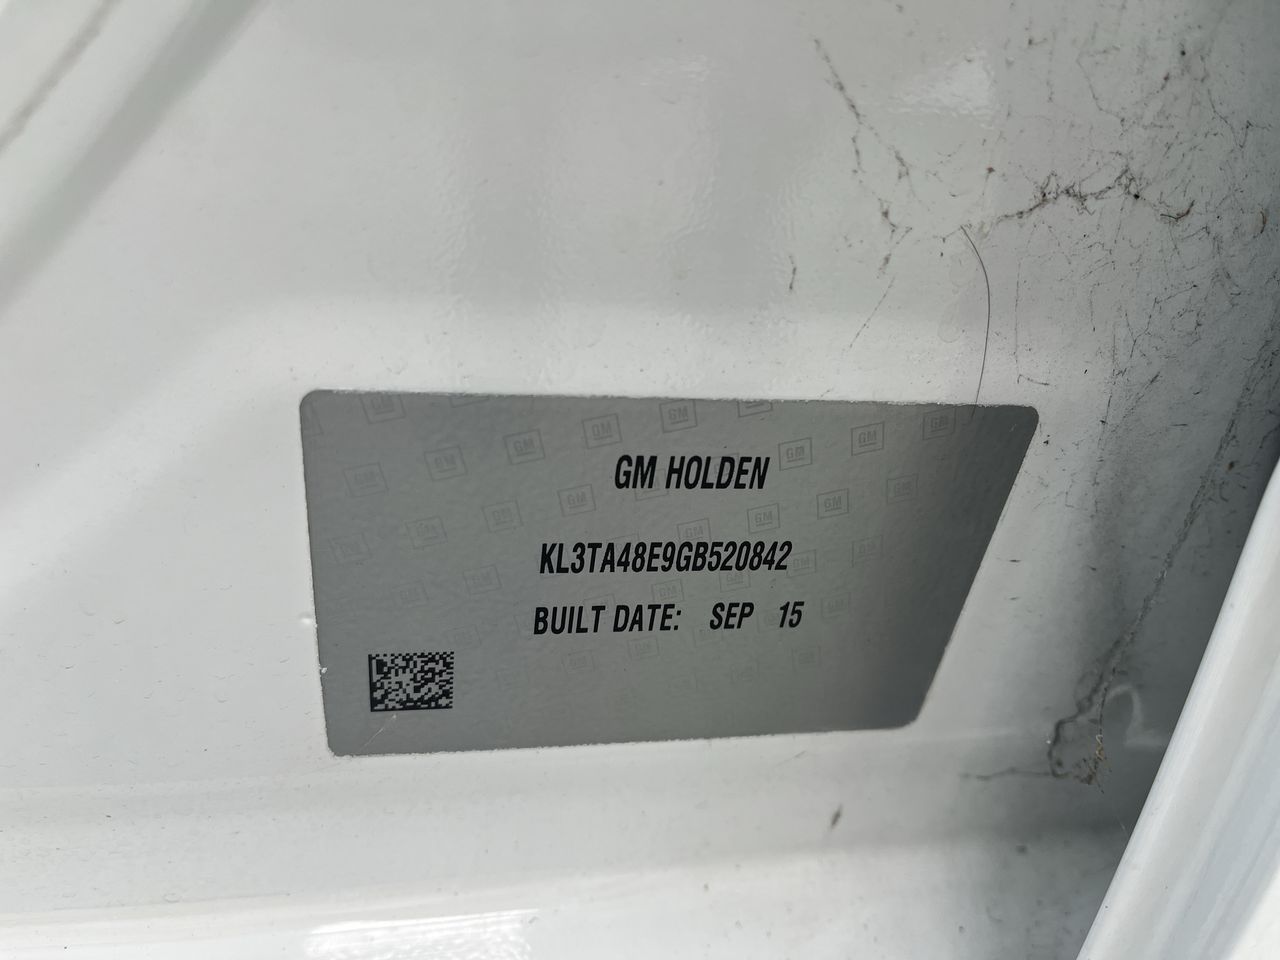 GM HOLDEN
KL3TA48E9GB520842
BUILT DATE: SEP 15